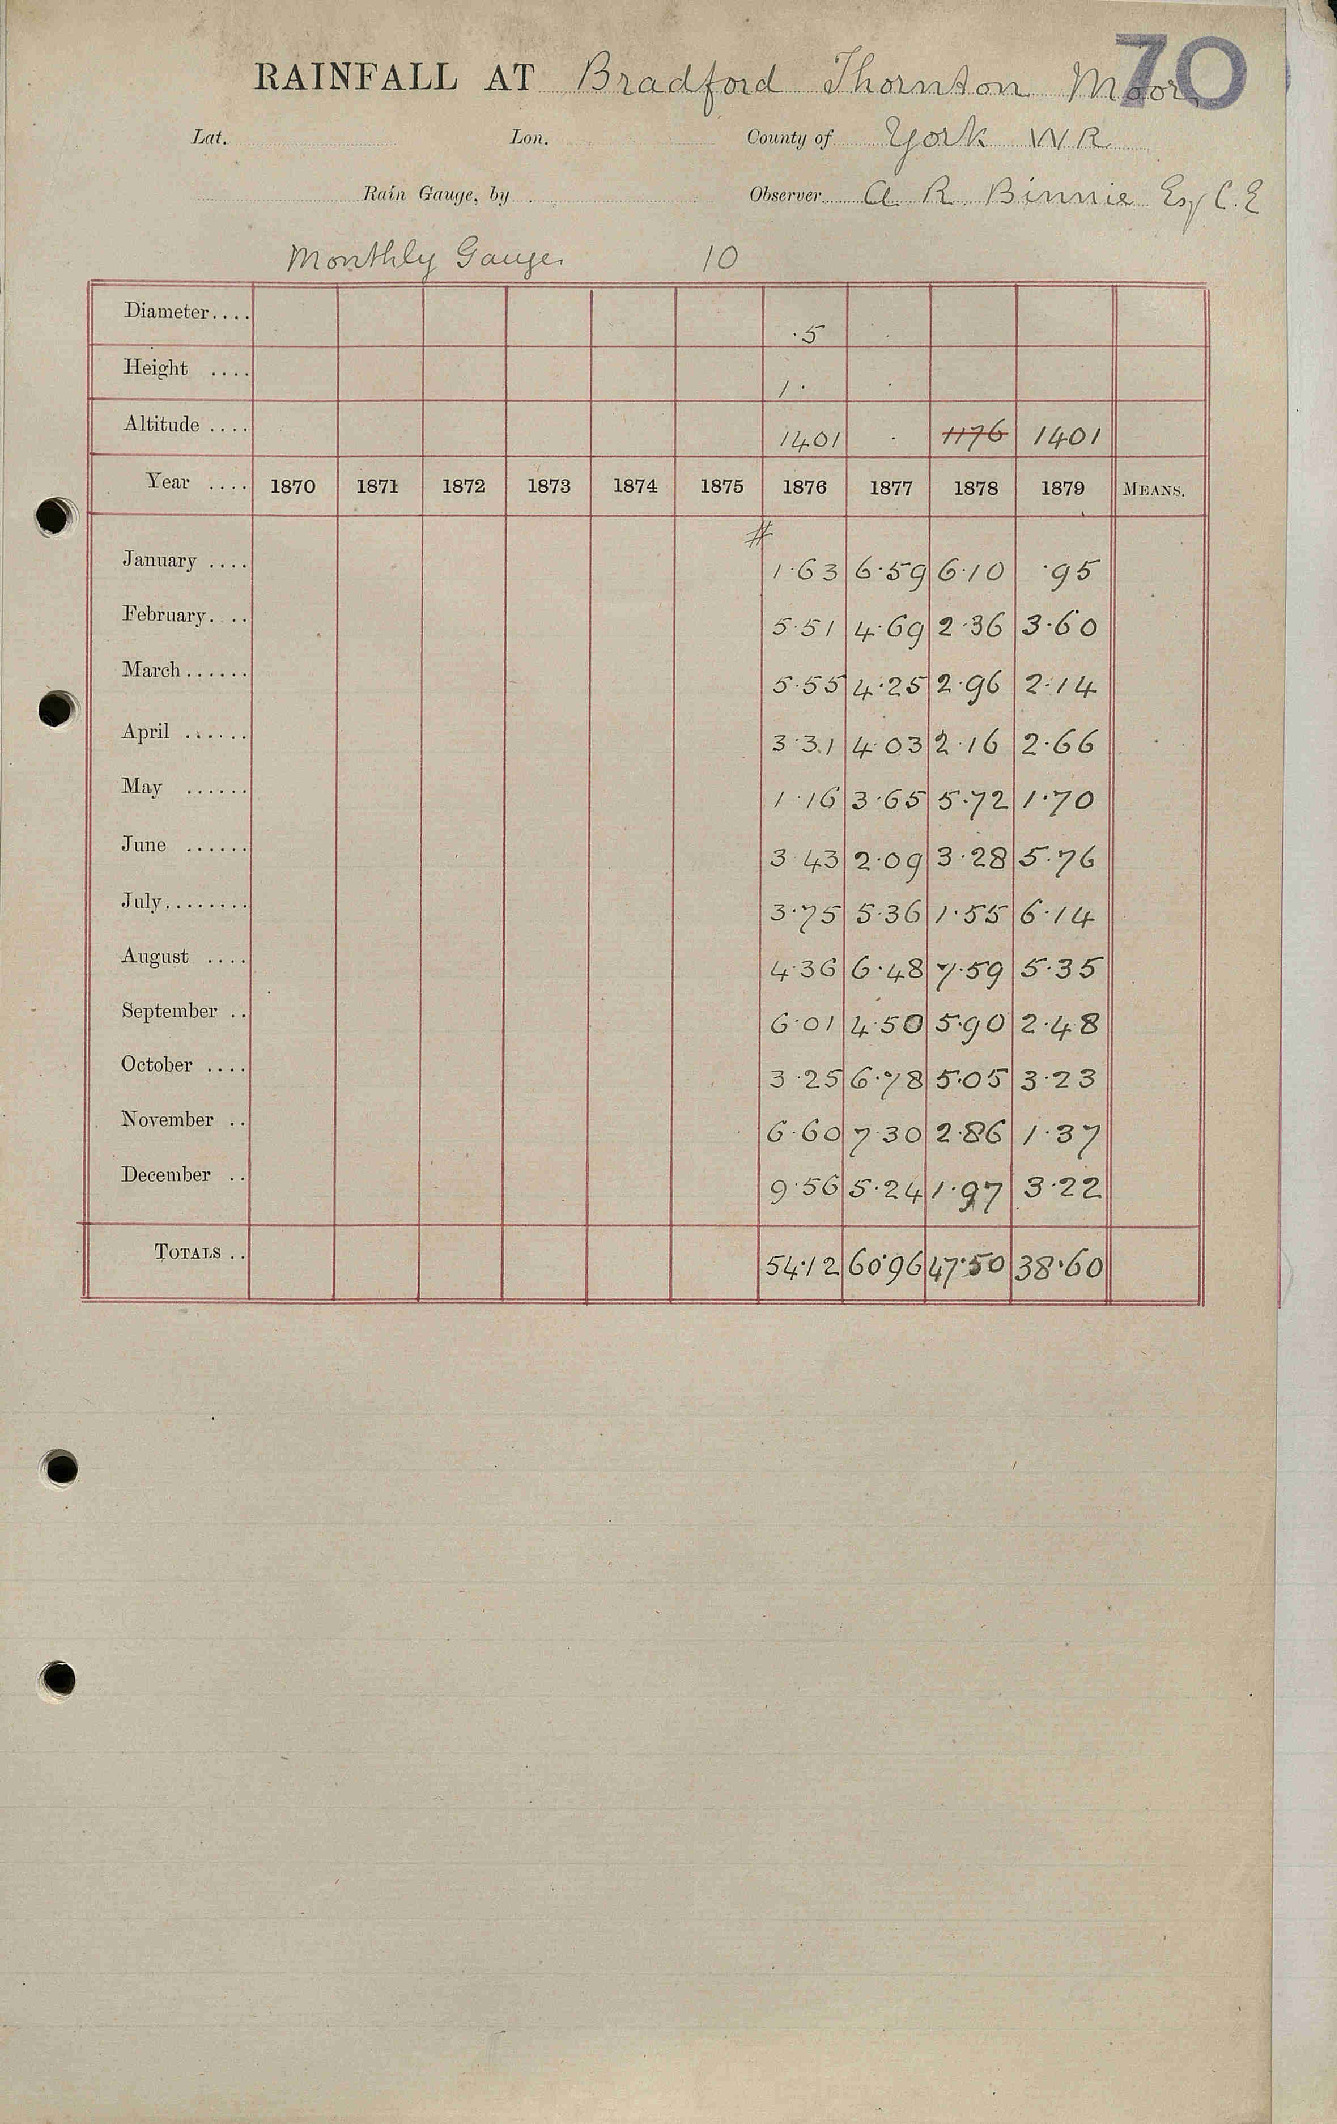 70
RAINFALL AT Bradford Thornton Moor
Lat. Lon. County of York WR
Rain Gauge, by Observer A R Binnie Esq C.E
Monthly Gauge 10
Diameter.... ·5
Height .... 1·
Altitude .... 1401 1176 1401
Year .... 1870 1871 1872 1873 1874 1875 1876 1877 1878 1879 MEANS.
#
January .... 1·63 6·59 6·10 ·95
February. .. 5·51 4·69 2·36 3·60
March...... 5·55 4·25 2·96 2·14
April ...... 3·31 4·03 2·16 2·66
May ...... 1·16 3·65 5·72 1·70
June ...... 3·43 2·09 3·28 5·76
July........ 3·75 5·36 1·55 6·14
August .... 4·36 6·48 7·59 5·35
September .. 6·01 4·50 5·90 2·48
October .... 3·25 6·78 5·05 3·23
November .. 6·60 7·30 2·86 1·37
December .. 9·56 5·24 1·97 3·22
TOTALS .. 54·12 60·96 47·50 38·60